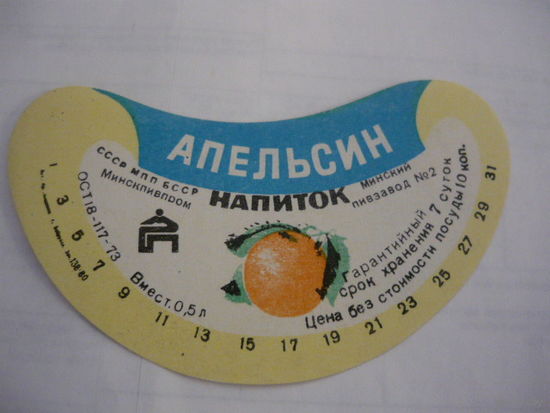 АПЕЛЬСИН
НАПИТОК
СССР МПП БССР
Минскпивпром
ОСТ18-117-73
Вмест. 0,5 л
Минский
пивзавод №2
Гарантийный
срок хранения 7 суток
Цена без стоимости посуды 10 коп.
1 3 5 7 9 11 13 15 17 19 21 23 25 27 29 31